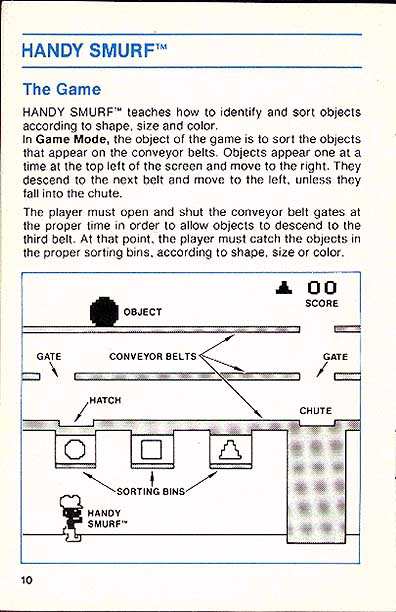 HANDY SMURF™
The Game
HANDY SMURF™ teaches how to identify and sort objects
according to shape, size and color.
In Game Mode, the object of the game is to sort the objects
that appear on the conveyor belts. Objects appear one at a
time at the top left of the screen and move to the right. They
descend to the next belt and move to the left, unless they
fall into the chute.
The player must open and shut the conveyor belt gates at
the proper time in order to allow objects to descend to the
third belt. At that point, the player must catch the objects in
the proper sorting bins, according to shape, size or color.
00
SCORE
OBJECT
GATE
CONVEYOR BELTS
GATE
HATCH
CHUTE
SORTING BINS
HANDY
SMURF™
10